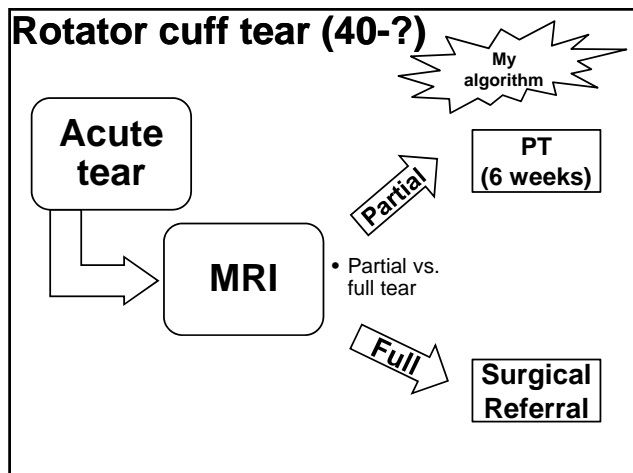 Rotator cuff tear (40-?)
My
algorithm
Acute
tear
MRI
• Partial vs.
full tear
Partial
PT
(6 weeks)
Full
Surgical
Referral